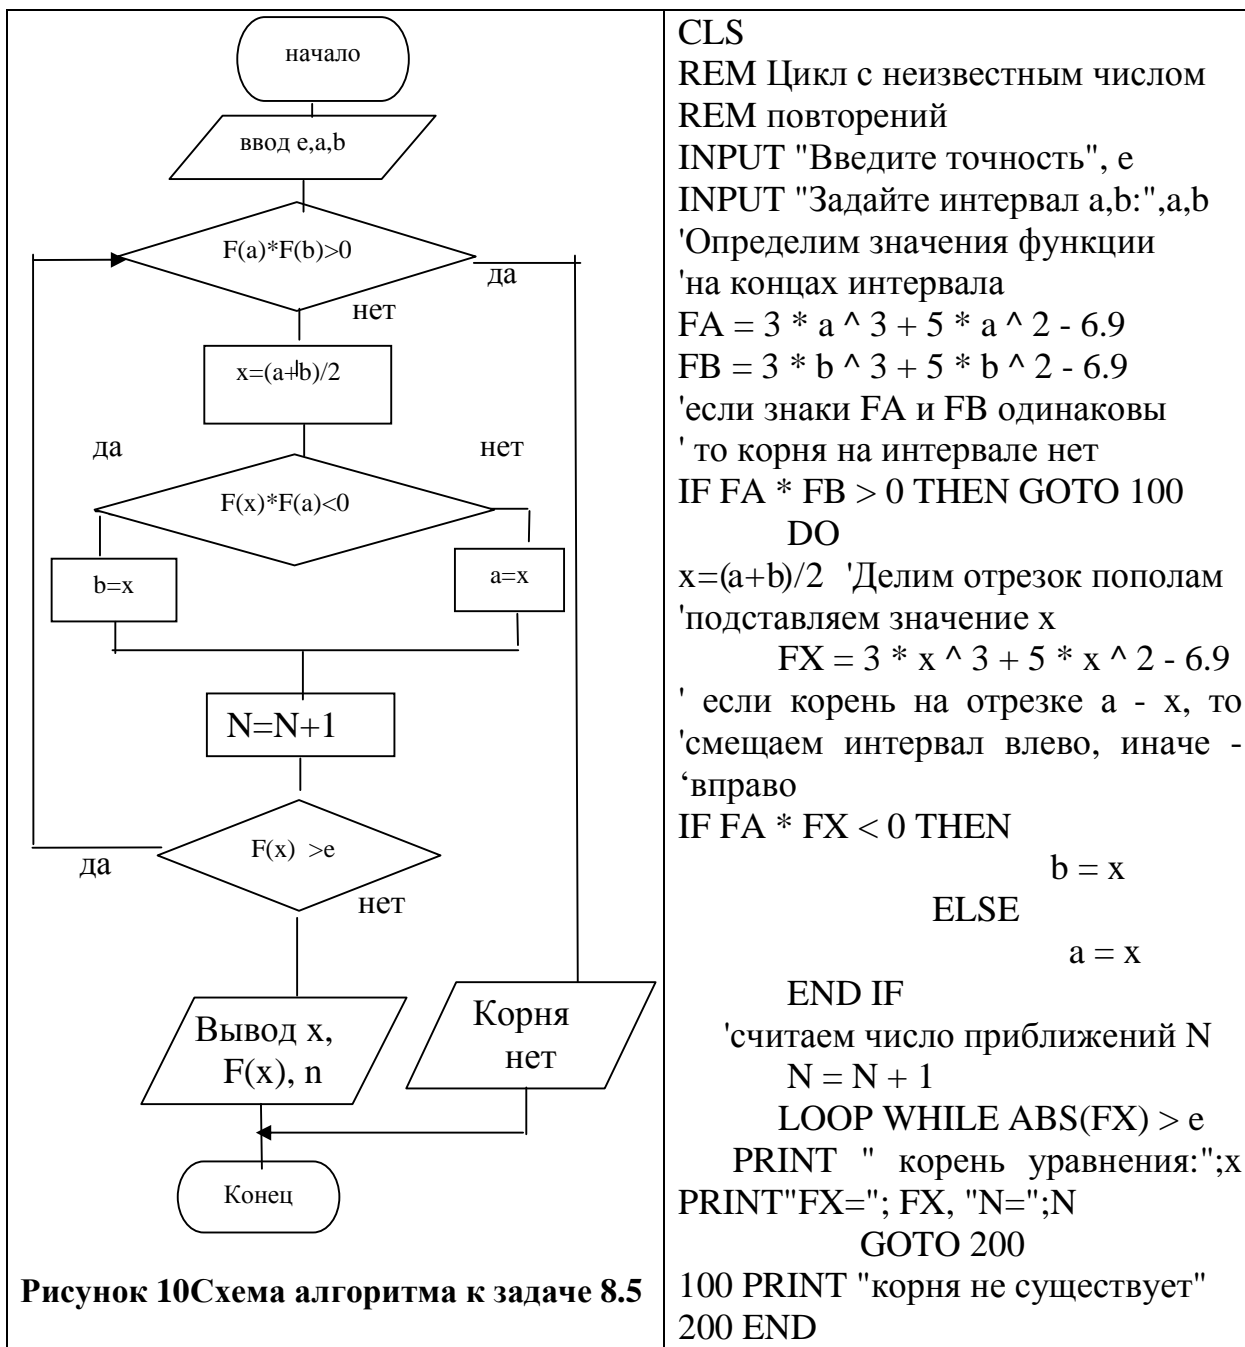 начало
ввод e,a,b
F(a)*F(b)>0
да
нет
x=(a+b)/2
да
нет
F(x)*F(a)<0
b=x
a=x
N=N+1
F(x) >e
да
нет
Вывод x,
F(x), n
Корня
нет
Конец
Рисунок 10Схема алгоритма к задаче 8.5
CLS
REM Цикл с неизвестным числом
REM повторений
INPUT "Введите точность", e
INPUT "Задайте интервал a,b:",a,b
'Определим значения функции
'на концах интервала
FA = 3 * a ^ 3 + 5 * a ^ 2 - 6.9
FB = 3 * b ^ 3 + 5 * b ^ 2 - 6.9
'если знаки FA и FB одинаковы
' то корня на интервале нет
IF FA * FB > 0 THEN GOTO 100
DO
x=(a+b)/2 'Делим отрезок пополам
'подставляем значение x
FX = 3 * x ^ 3 + 5 * x ^ 2 - 6.9
' если корень на отрезке a - x, то
'смещаем интервал влево, иначе -
‘вправо
IF FA * FX < 0 THEN
b = x
ELSE
a = x
END IF
'считаем число приближений N
N = N + 1
LOOP WHILE ABS(FX) > e
PRINT " корень уравнения:";x
PRINT"FX="; FX, "N=";N
GOTO 200
100 PRINT "корня не существует"
200 END